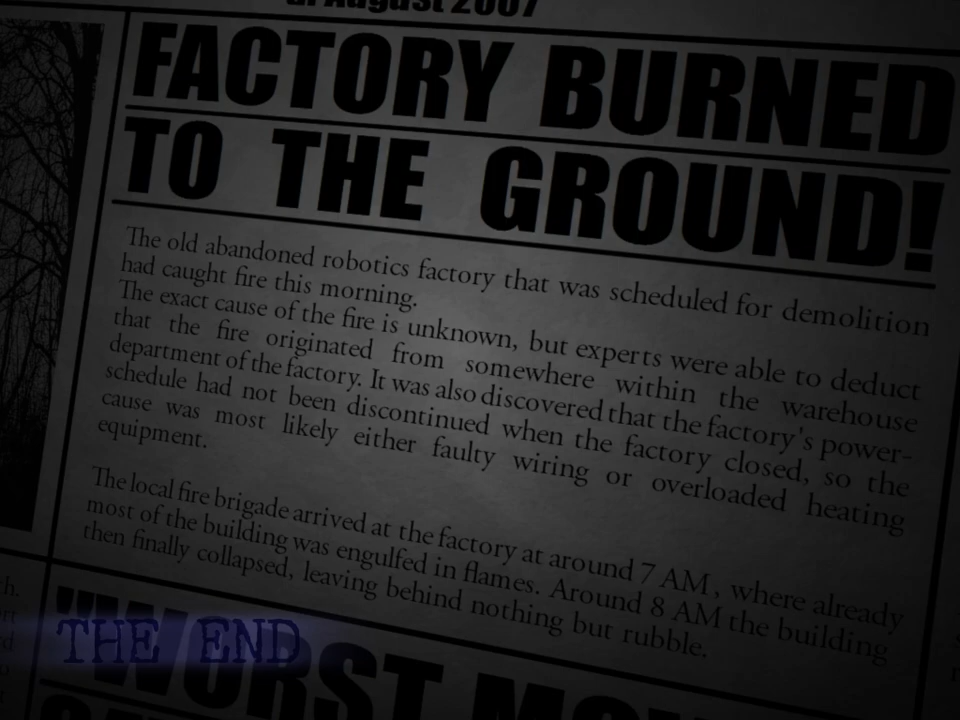 August 2007
FACTORY BURNED
TO THE GROUND!
The old abandoned robotics factory that was scheduled for demolition
had caught fire this morning.
The exact cause of the fire is unknown, but experts were able to deduct
that the fire originated from somewhere within the warehouse
department of the factory. It was also discovered that the factory's power-
schedule had not been discontinued when the factory closed, so the
cause was most likely either faulty wiring or overloaded heating
equipment.
The local fire brigade arrived at the factory at around 7 AM, where already
most of the building was engulfed in flames. Around 8 AM the building
then finally collapsed, leaving behind nothing but rubble.
"WORST
THE END